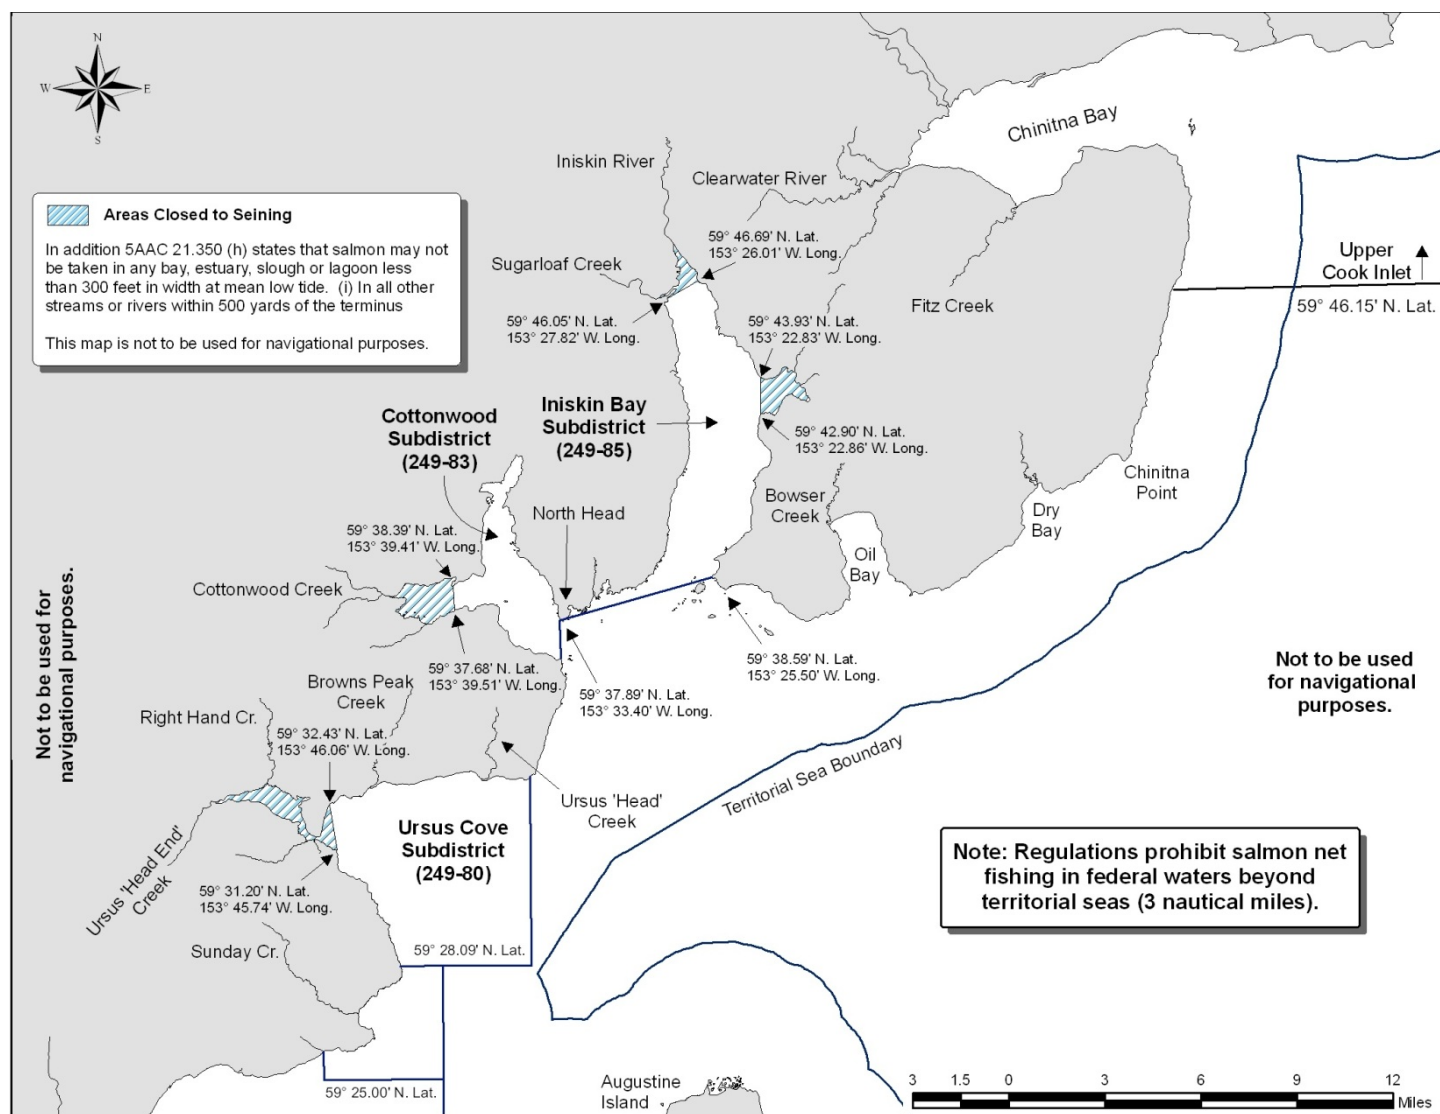 N
W
E
S
Chinitna Bay
Iniskin River
Clearwater River
Areas Closed to Seining
In addition 5AAC 21.350 (h) states that salmon may not
be taken in any bay, estuary, slough or lagoon less
than 300 feet in width at mean low tide. (i) In all other
streams or rivers within 500 yards of the terminus
This map is not to be used for navigational purposes.
59° 46.69' N. Lat.
153° 26.01' W. Long.
Sugarloaf Creek
Upper
Cook Inlet
59° 46.15' N. Lat.
Fitz Creek
59° 46.05' N. Lat.
153° 27.82' W. Long.
59° 43.93' N. Lat.
153° 22.83' W. Long.
Cottonwood
Subdistrict
(249-83)
Iniskin Bay
Subdistrict
(249-85)
59° 42.90' N. Lat.
153° 22.86' W. Long.
Chinitna
Point
Bowser
Creek
North Head
Dry
Bay
59° 38.39' N. Lat.
153° 39.41' W. Long.
Oil
Bay
Cottonwood Creek
Not to be used for
navigational purposes.
59° 37.68' N. Lat.
153° 39.51' W. Long.
59° 38.59' N. Lat.
153° 25.50' W. Long.
59° 37.89' N. Lat.
153° 33.40' W. Long.
Not to be used
for navigational
purposes.
Browns Peak
Creek
Right Hand Cr.
59° 32.43' N. Lat.
153° 46.06' W. Long.
Territorial Sea Boundary
Ursus 'Head'
Creek
Ursus Cove
Subdistrict
(249-80)
Ursus 'Head End'
Creek
59° 31.20' N. Lat.
153° 45.74' W. Long.
Note: Regulations prohibit salmon net
fishing in federal waters beyond
territorial seas (3 nautical miles).
Sunday Cr.
59° 28.09' N. Lat.
59° 25.00' N. Lat.
Augustine
Island
3 1.5 0 3 6 9 12
Miles